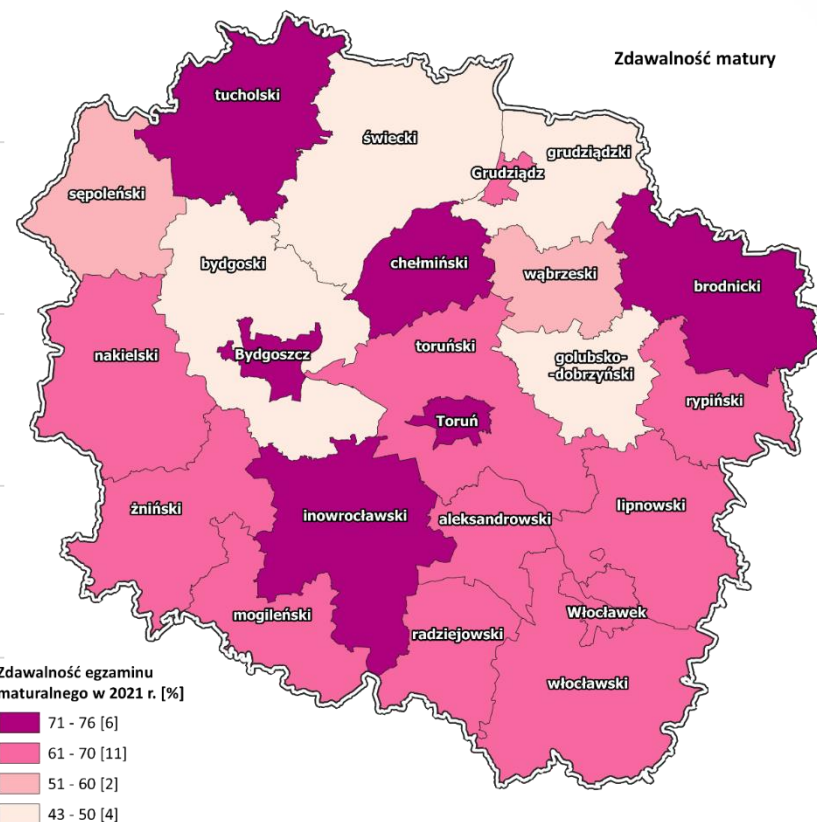 Zdawalność matury
tucholski
świecki
grudziądzki
Grudziądz
sępoleński
bydgoski
chełmiński
wąbrzeski
brodnicki
nakielski
Bydgoszcz
toruński
golubsko-
-dobrzyński
rypiński
Toruń
żniński
inowrocławski
aleksandrowski
lipnowski
mogileński
radziejowski
Włocławek
włocławski
Zdawalność egzaminu
maturalnego w 2021 r. [%]
71 - 76 [6]
61 - 70 [11]
51 - 60 [2]
43 - 50 [4]